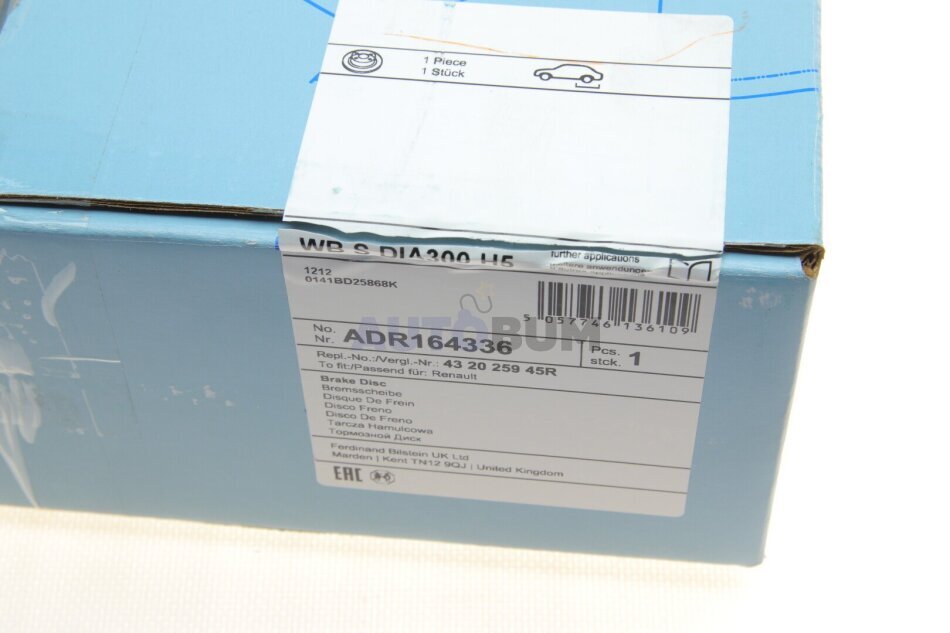 1 Piece
1 Stück
WB S DIA300 H5
further applications
weitere anwendungen
1212
0141BD25868K
5 057746 136109
AUTOBUM
No.
Nr. ADR164336
Pcs.
stck. 1
Repl.-No.:/Vergl.-Nr.: 43 20 259 45R
To fit:/Passend für: Renault
Brake Disc
Bremsscheibe
Disque De Frein
Disco Freno
Disco De Freno
Tarcza Hamulcowa
Тормозной Диск
Ferdinand Bilstein UK Ltd
Marden | Kent TN12 9QJ | United Kingdom
EAC